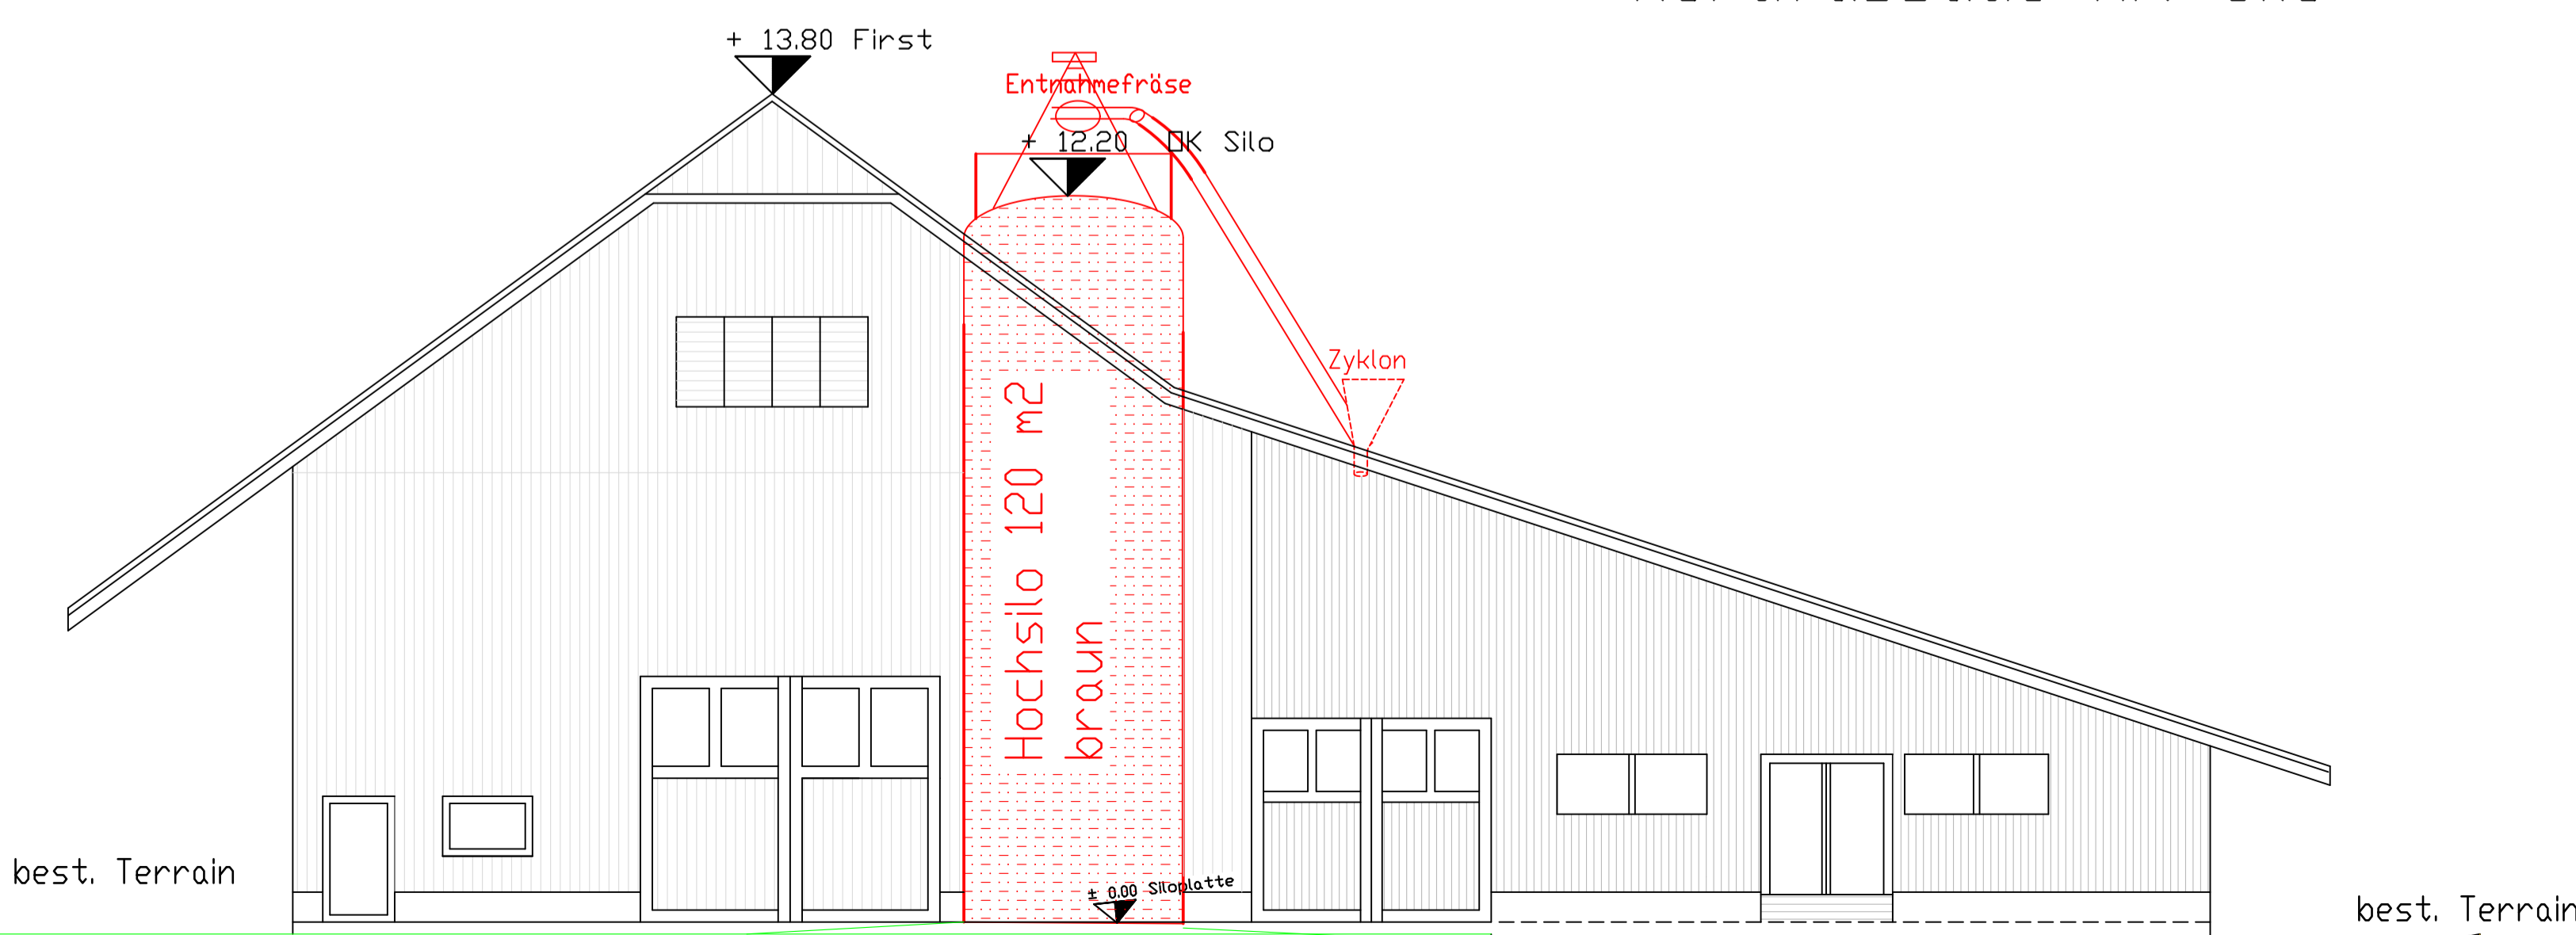 + 13.80 First
Entnahmefräse
+ 12.20 OK Silo
Zyklon
Hochsilo 120 m2
braun
± 0.00 Siloplatte
best. Terrain
best. Terrain